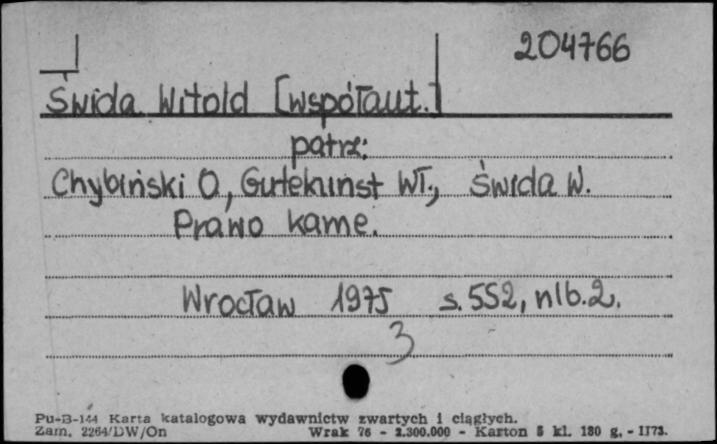 204766
Świda Witold [współaut.]
patrz:
Chybiński O., Gutekunst Wł., Świda W.
Prawo karne.
Wrocław 1975 s. 552, nlb. 2.
3
Pu-B-144 Karta katalogowa wydawnictw zwartych i ciągłych.
Zam. 2264/DW/On Wrak 76 - 2.300.000 - Karton 5 kl. 180 g. - II73.